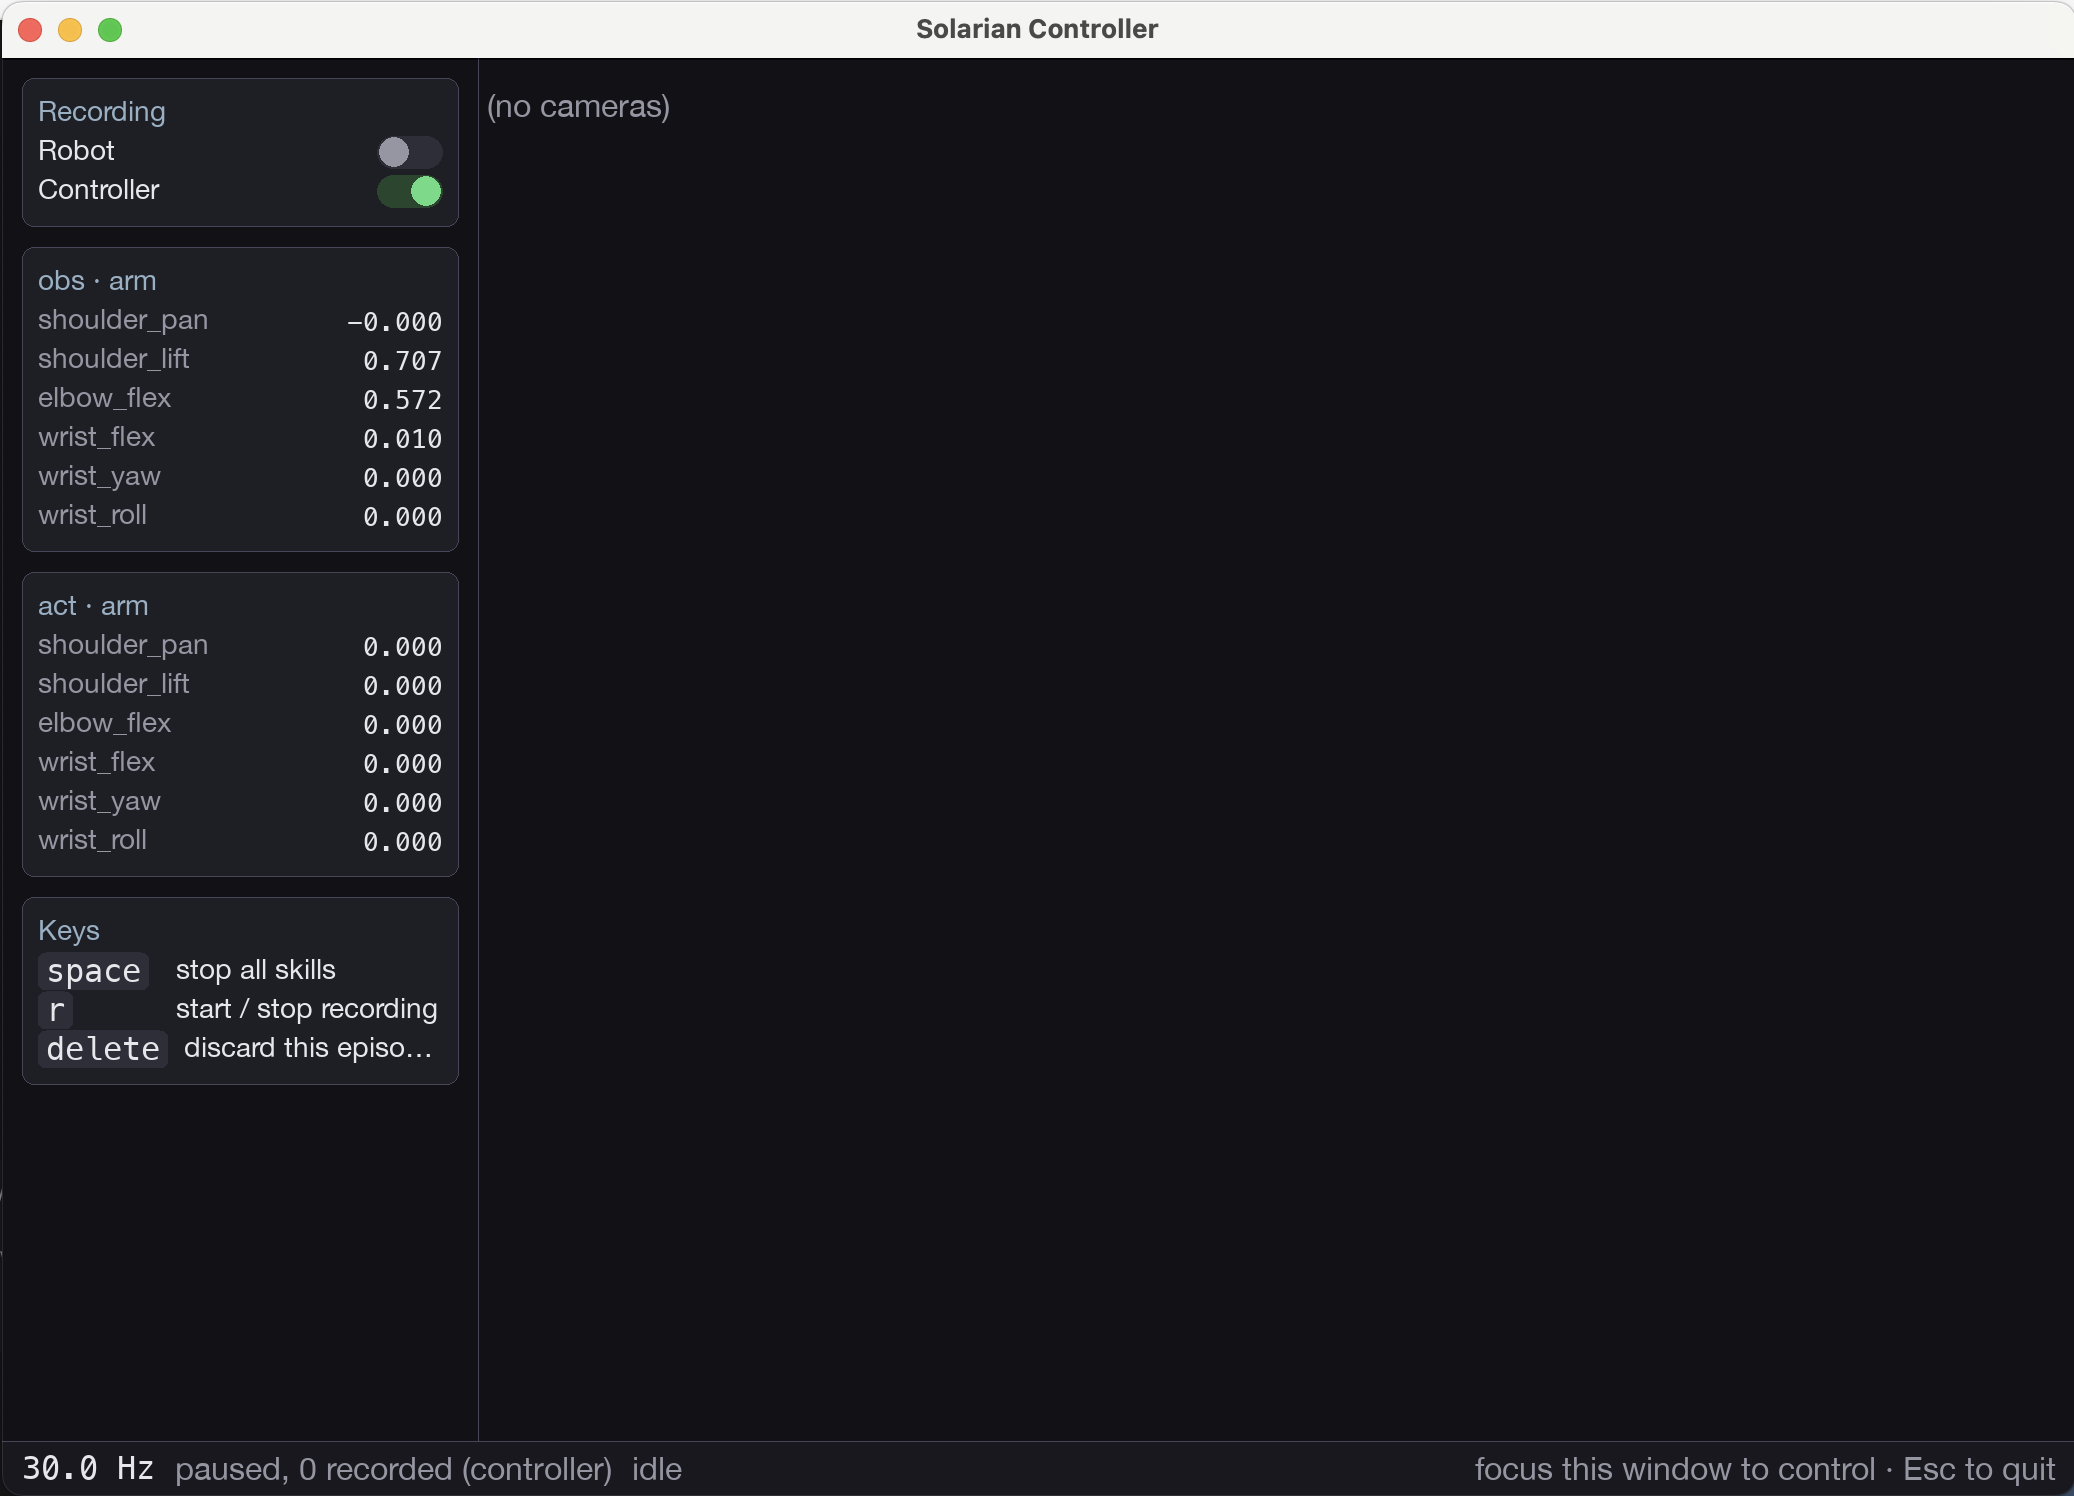 Solarian Controller
Recording
Robot
Controller
obs · arm
shoulder_pan −0.000
shoulder_lift 0.707
elbow_flex 0.572
wrist_flex 0.010
wrist_yaw 0.000
wrist_roll 0.000
act · arm
shoulder_pan 0.000
shoulder_lift 0.000
elbow_flex 0.000
wrist_flex 0.000
wrist_yaw 0.000
wrist_roll 0.000
Keys
space stop all skills
r start / stop recording
delete discard this episo...
(no cameras)
30.0 Hz paused, 0 recorded (controller) idle
focus this window to control · Esc to quit